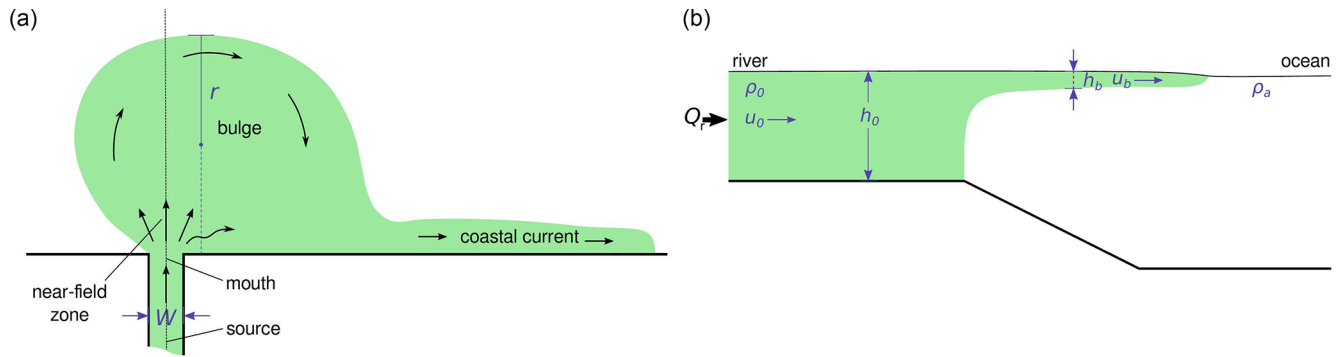 (a)
r
bulge
coastal current
near-field
zone
mouth
W
source
(b)
river
ocean
ρ0
hb ub
ρa
Qr
u0
h0